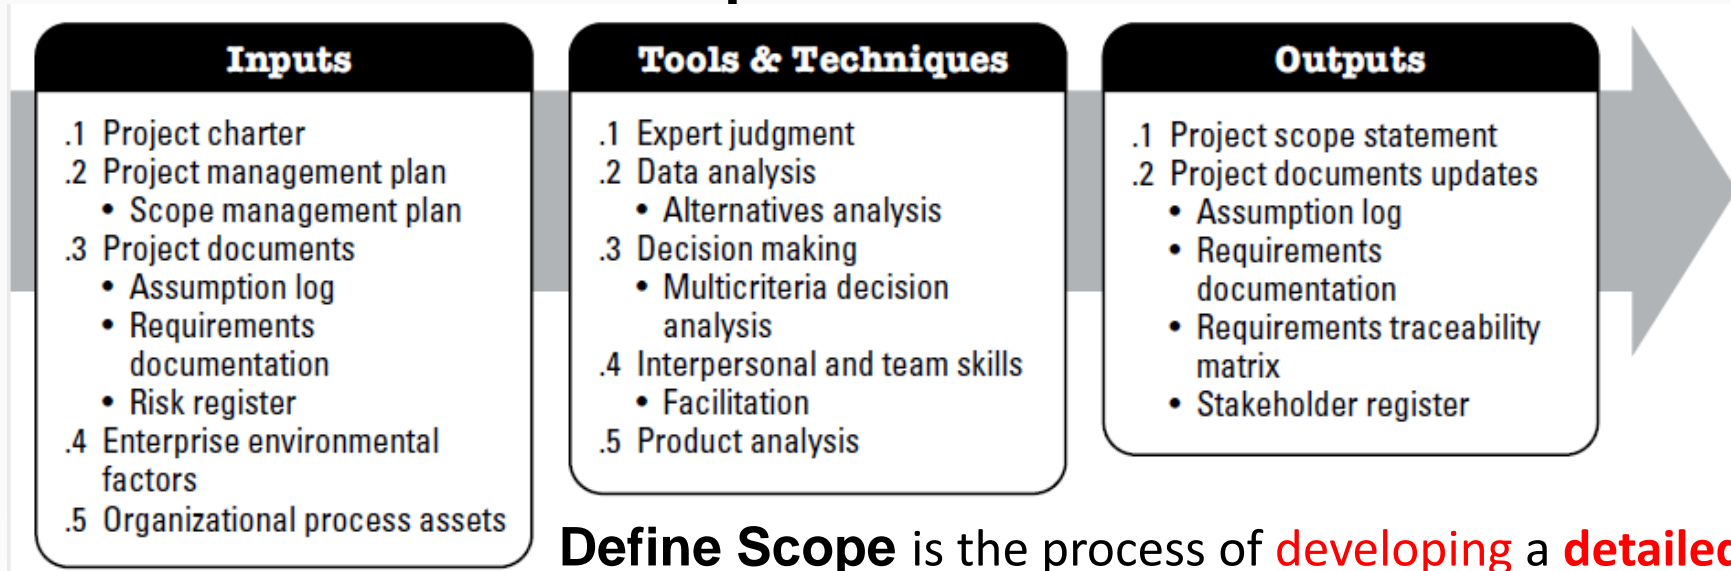 Inputs
.1 Project charter
.2 Project management plan
• Scope management plan
.3 Project documents
• Assumption log
• Requirements
documentation
• Risk register
.4 Enterprise environmental
factors
.5 Organizational process assets
Tools & Techniques
.1 Expert judgment
.2 Data analysis
• Alternatives analysis
.3 Decision making
• Multicriteria decision
analysis
.4 Interpersonal and team skills
• Facilitation
.5 Product analysis
Outputs
.1 Project scope statement
.2 Project documents updates
• Assumption log
• Requirements
documentation
• Requirements traceability
matrix
• Stakeholder register
Define Scope is the process of developing a detailed